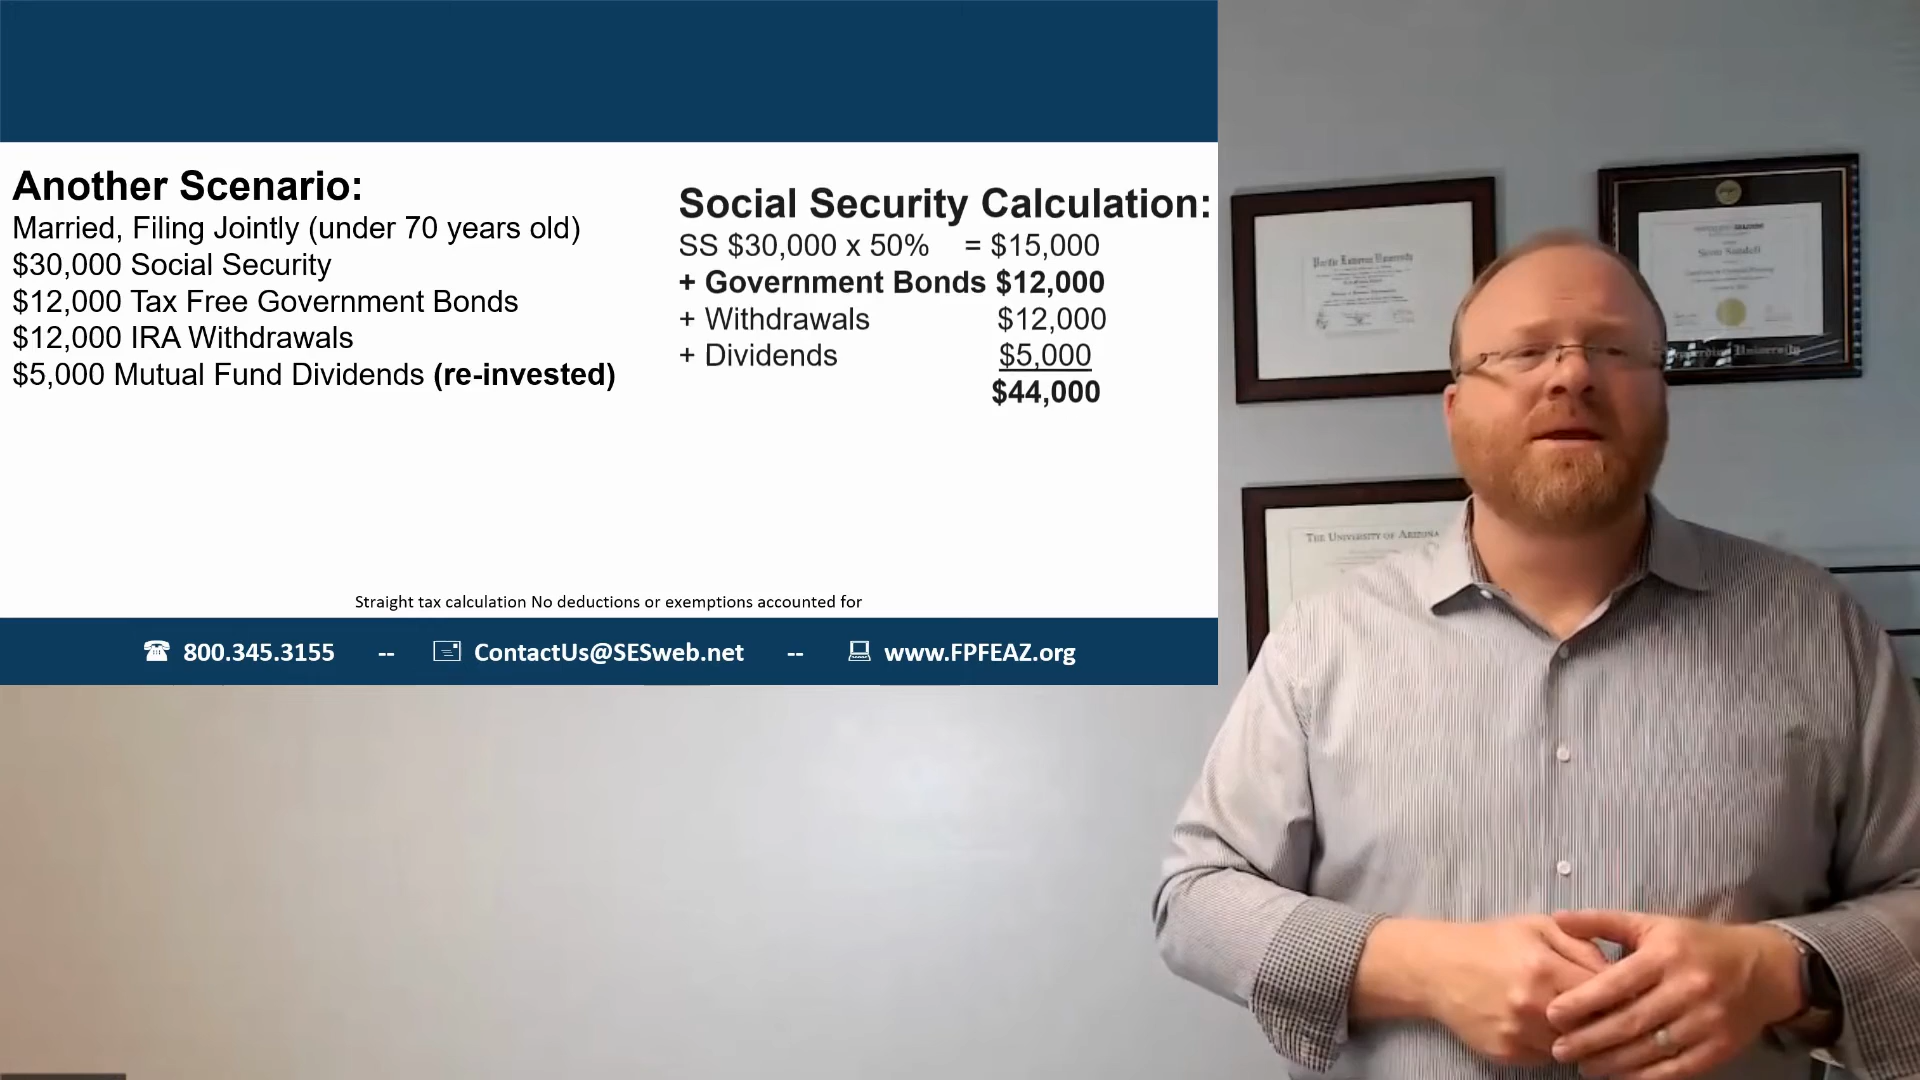 Another Scenario:
Married, Filing Jointly (under 70 years old)
$30,000 Social Security
$12,000 Tax Free Government Bonds
$12,000 IRA Withdrawals
$5,000 Mutual Fund Dividends (re-invested)
Social Security Calculation:
SS $30,000 x 50% = $15,000
+ Government Bonds $12,000
+ Withdrawals $12,000
+ Dividends $5,000
$44,000
Straight tax calculation No deductions or exemptions accounted for
800.345.3155 -- ContactUs@SESweb.net -- www.FPFEAZ.org
Pacific Lutheran University
THE UNIVERSITY OF ARIZONA